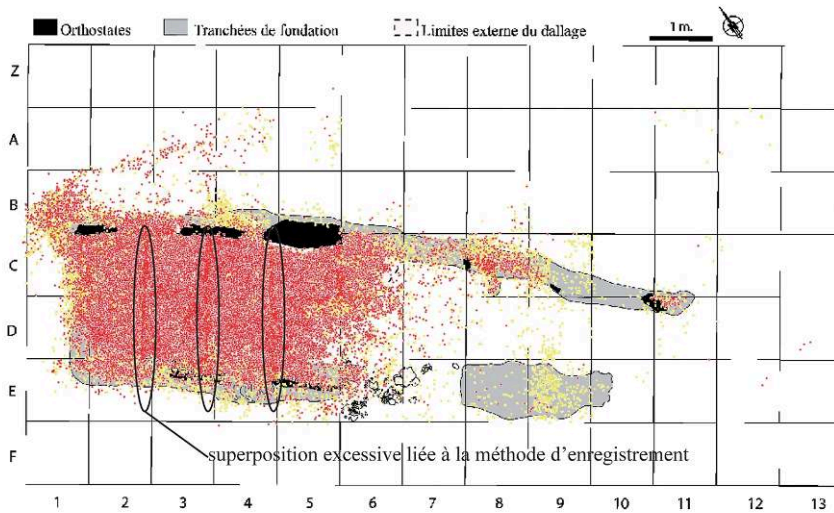 Orthostates Tranchées de fondation Limites externe du dallage 1 m.
Z
A
B
C
D
E
F
superposition excessive liée à la méthode d'enregistrement
1 2 3 4 5 6 7 8 9 10 11 12 13